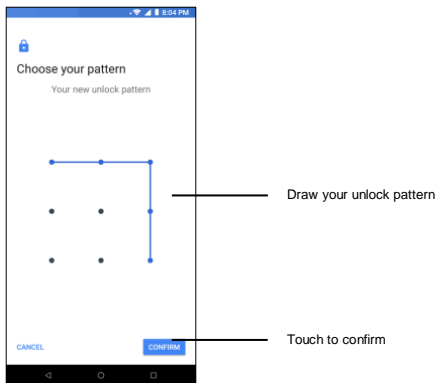 8:04 PM
Choose your pattern
Your new unlock pattern
Draw your unlock pattern
CANCEL
CONFIRM
Touch to confirm